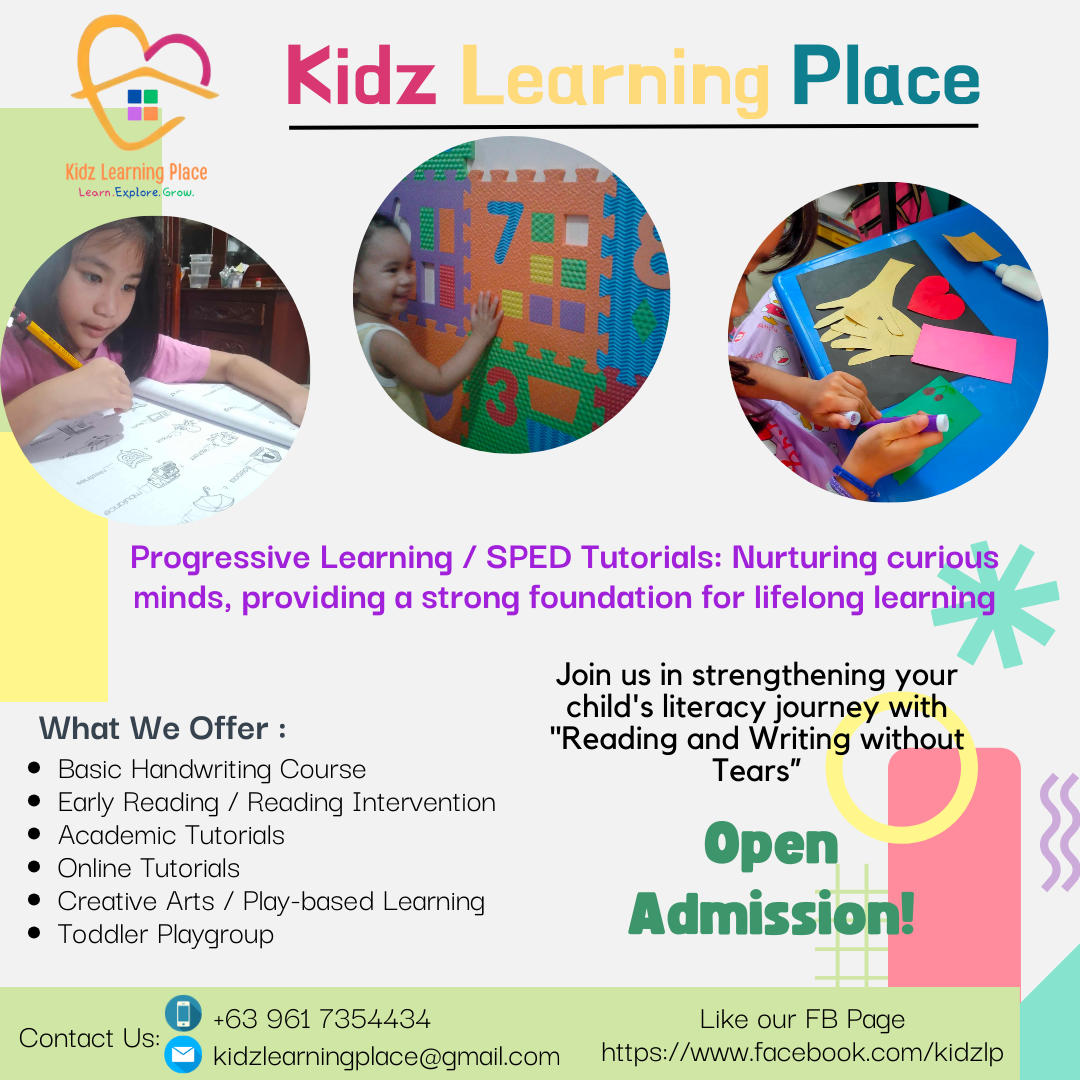 Kidz Learning Place
Kidz Learning Place
Learn.Explore.Grow.
7
8
3
Progressive Learning / SPED Tutorials: Nurturing curious
minds, providing a strong foundation for lifelong learning
Join us in strengthening your
child's literacy journey with
"Reading and Writing without
Tears”
What We Offer :
Basic Handwriting Course
Early Reading / Reading Intervention
Academic Tutorials
Online Tutorials
Creative Arts / Play-based Learning
Toddler Playgroup
Open
Admission!
Contact Us:
+63 961 7354434
kidzlearningplace@gmail.com
Like our FB Page
https://www.facebook.com/kidzlp